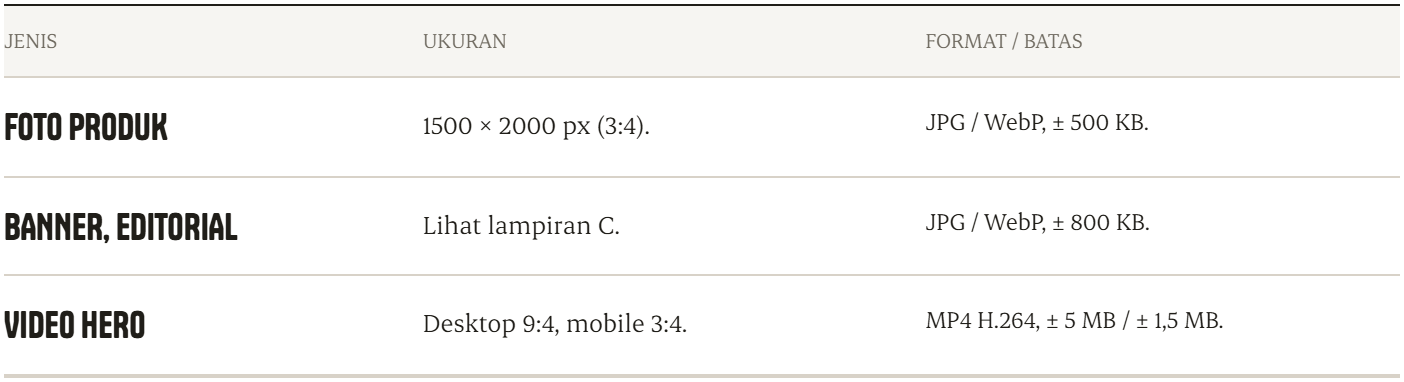 JENIS UKURAN FORMAT / BATAS
FOTO PRODUK 1500 × 2000 px (3:4). JPG / WebP, ± 500 KB.
BANNER, EDITORIAL Lihat lampiran C. JPG / WebP, ± 800 KB.
VIDEO HERO Desktop 9:4, mobile 3:4. MP4 H.264, ± 5 MB / ± 1,5 MB.